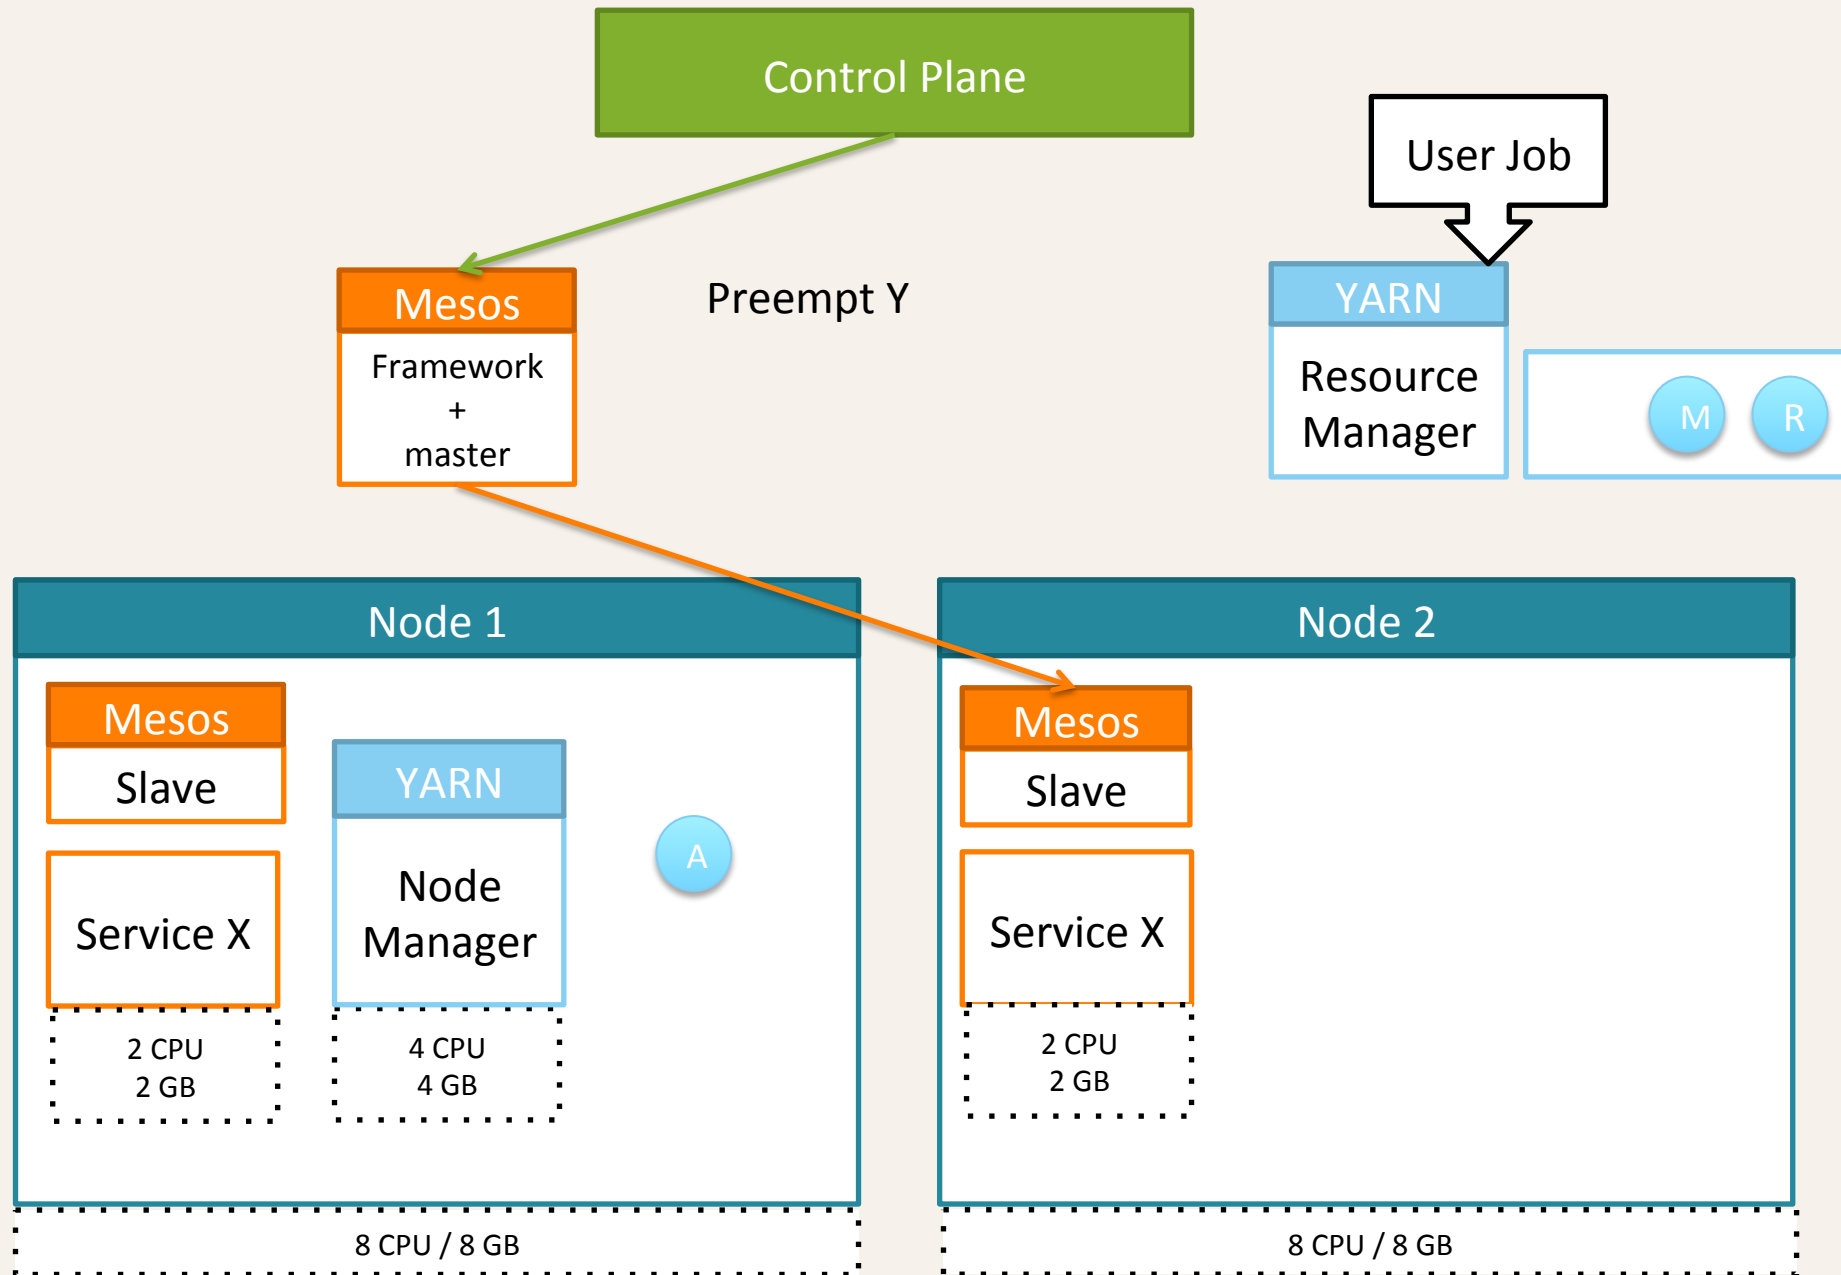 Control Plane
User Job
Mesos
Framework
+
master
Preempt Y
YARN
Resource
Manager
M
R
Node 1
Mesos
Slave
Service X
2 CPU
2 GB
YARN
Node
Manager
4 CPU
4 GB
A
8 CPU / 8 GB
Node 2
Mesos
Slave
Service X
2 CPU
2 GB
8 CPU / 8 GB